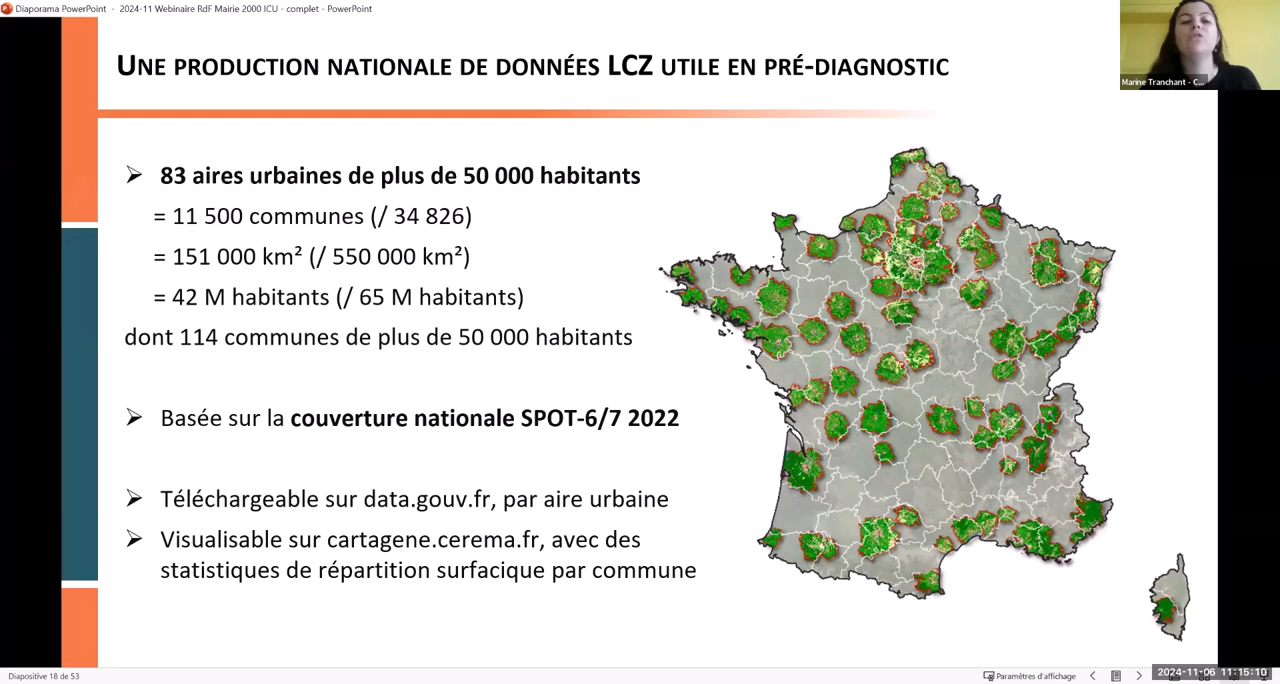 Diaporama PowerPoint - 2024-11 Webinaire RdF Mairie 2000 ICU - complet - PowerPoint
UNE PRODUCTION NATIONALE DE DONNÉES LCZ UTILE EN PRÉ-DIAGNOSTIC
Marine Tranchant - C...
➢ 83 aires urbaines de plus de 50 000 habitants
= 11 500 communes (/ 34 826)
= 151 000 km² (/ 550 000 km²)
= 42 M habitants (/ 65 M habitants)
dont 114 communes de plus de 50 000 habitants
➢ Basée sur la couverture nationale SPOT-6/7 2022
➢ Téléchargeable sur data.gouv.fr, par aire urbaine
➢ Visualisable sur cartagene.cerema.fr, avec des
statistiques de répartition surfacique par commune
Diapositive 18 de 53
Paramètres d'affichage
2024-11-06 11:15:10